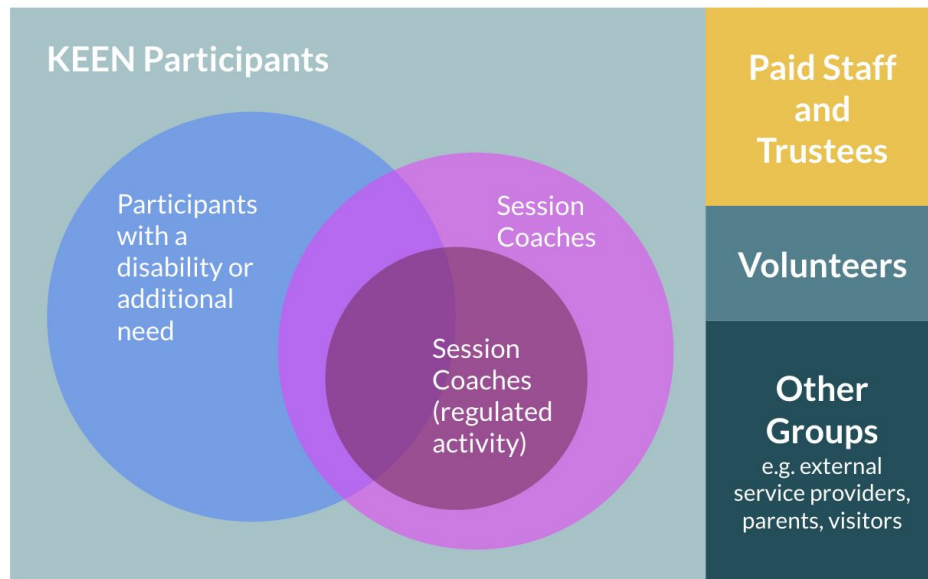 KEEN Participants
Participants
with a
disability or
additional
need
Session
Coaches
Session
Coaches
(regulated
activity)
Paid Staff
and
Trustees
Volunteers
Other
Groups
e.g. external
service providers,
parents, visitors